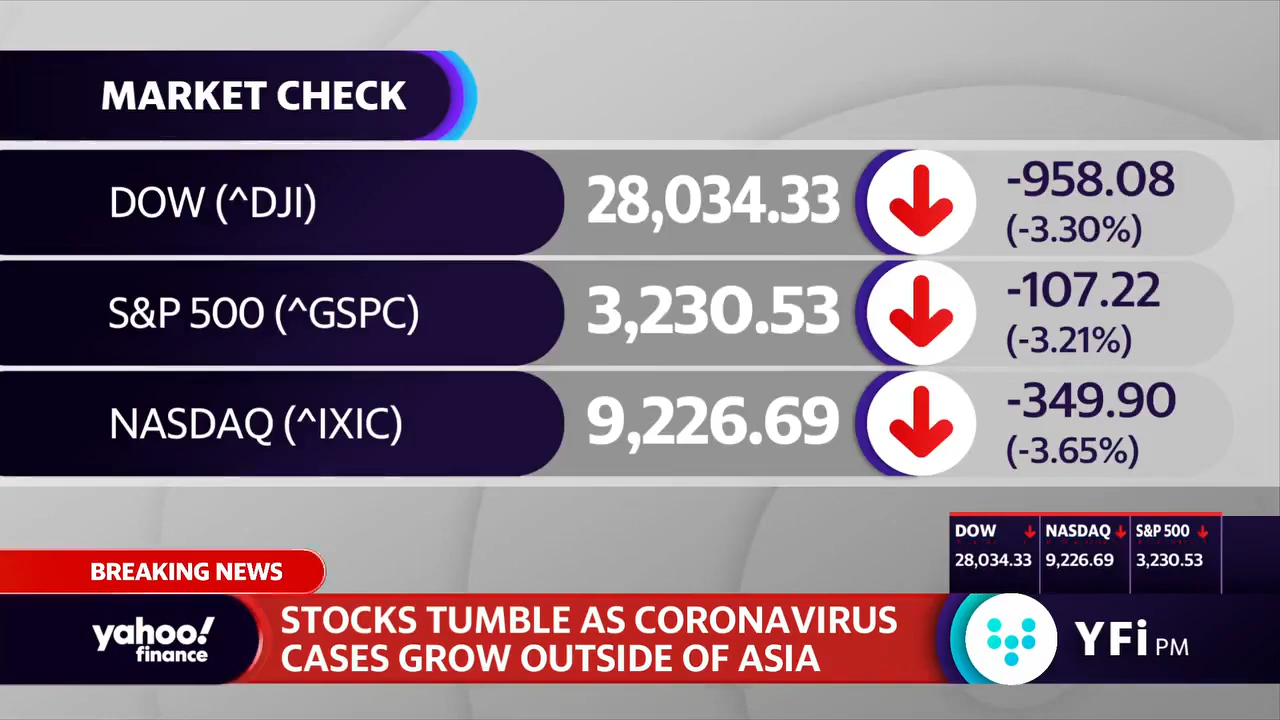 MARKET CHECK
DOW (^DJI)
28,034.33
-958.08
(-3.30%)
S&P 500 (^GSPC)
3,230.53
-107.22
(-3.21%)
NASDAQ (^IXIC)
9,226.69
-349.90
(-3.65%)
DOW NASDAQ S&P 500
28,034.33 9,226.69 3,230.53
BREAKING NEWS
yahoo!
finance
STOCKS TUMBLE AS CORONAVIRUS
CASES GROW OUTSIDE OF ASIA
YFi PM